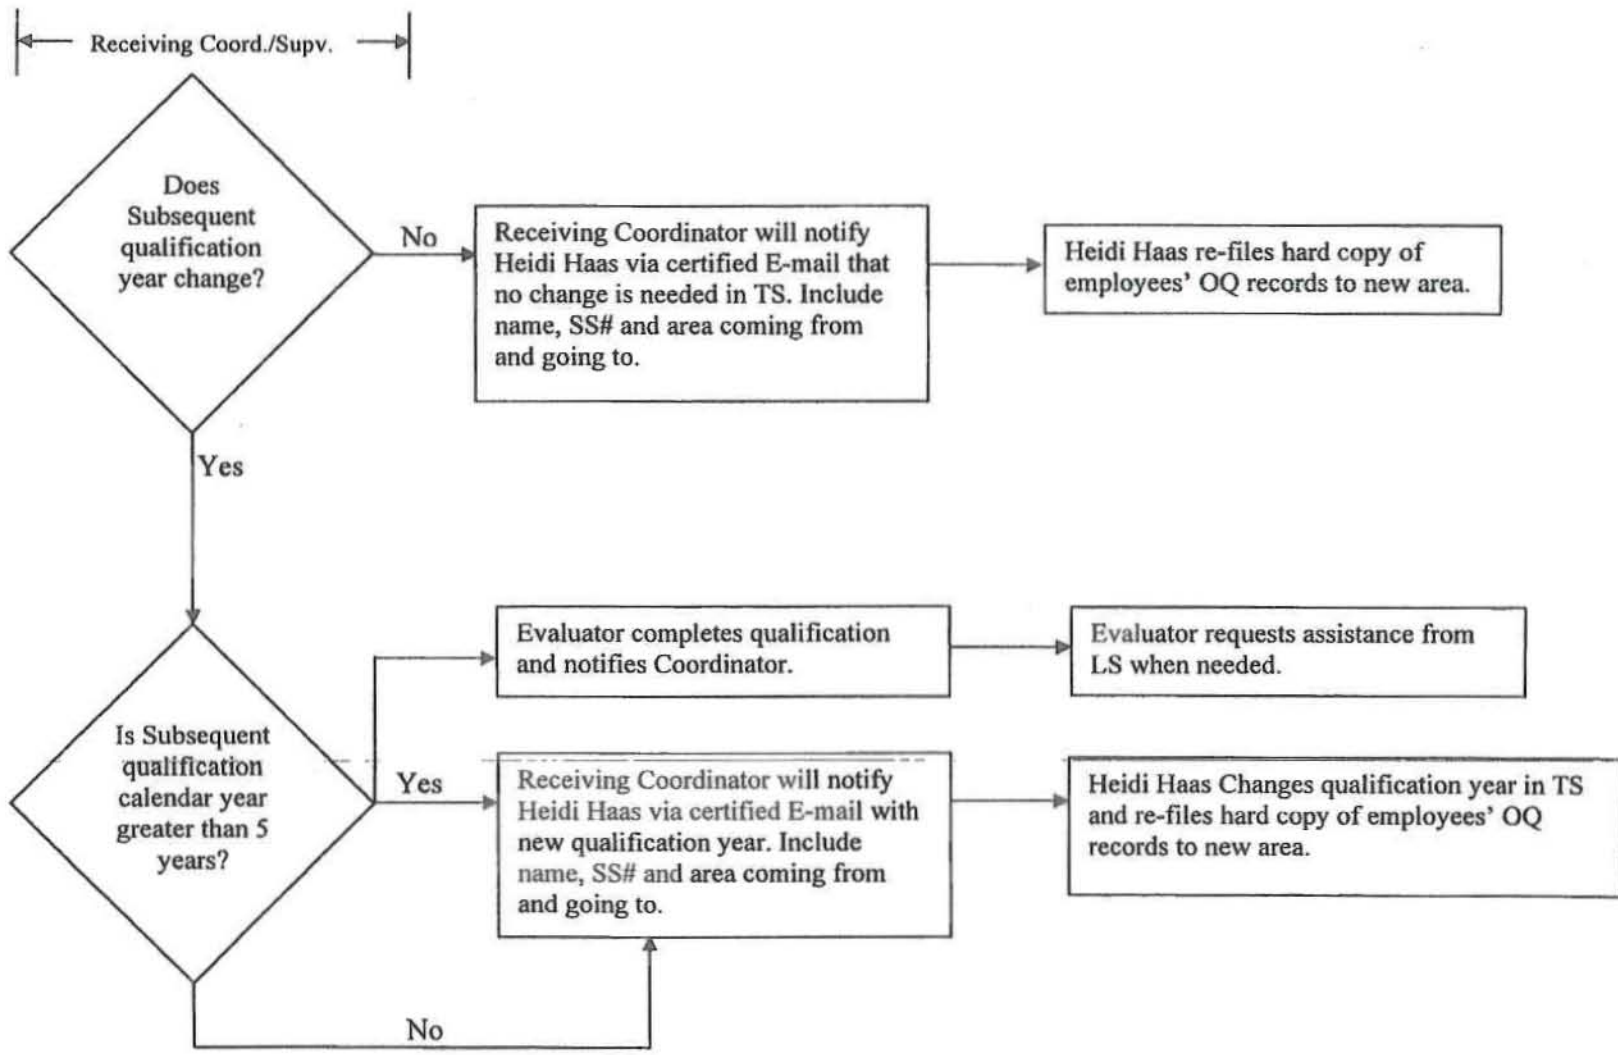 Receiving Coord./Supv.
Does
Subsequent
qualification
year change?
No
Receiving Coordinator will notify
Heidi Haas via certified E-mail that
no change is needed in TS. Include
name, SS# and area coming from
and going to.
Heidi Haas re-files hard copy of
employees’ OQ records to new area.
Yes
Is Subsequent
qualification
calendar year
greater than 5
years?
Evaluator completes qualification
and notifies Coordinator.
Evaluator requests assistance from
LS when needed.
Yes
Receiving Coordinator will notify
Heidi Haas via certified E-mail with
new qualification year. Include
name, SS# and area coming from
and going to.
Heidi Haas Changes qualification year in TS
and re-files hard copy of employees’ OQ
records to new area.
No